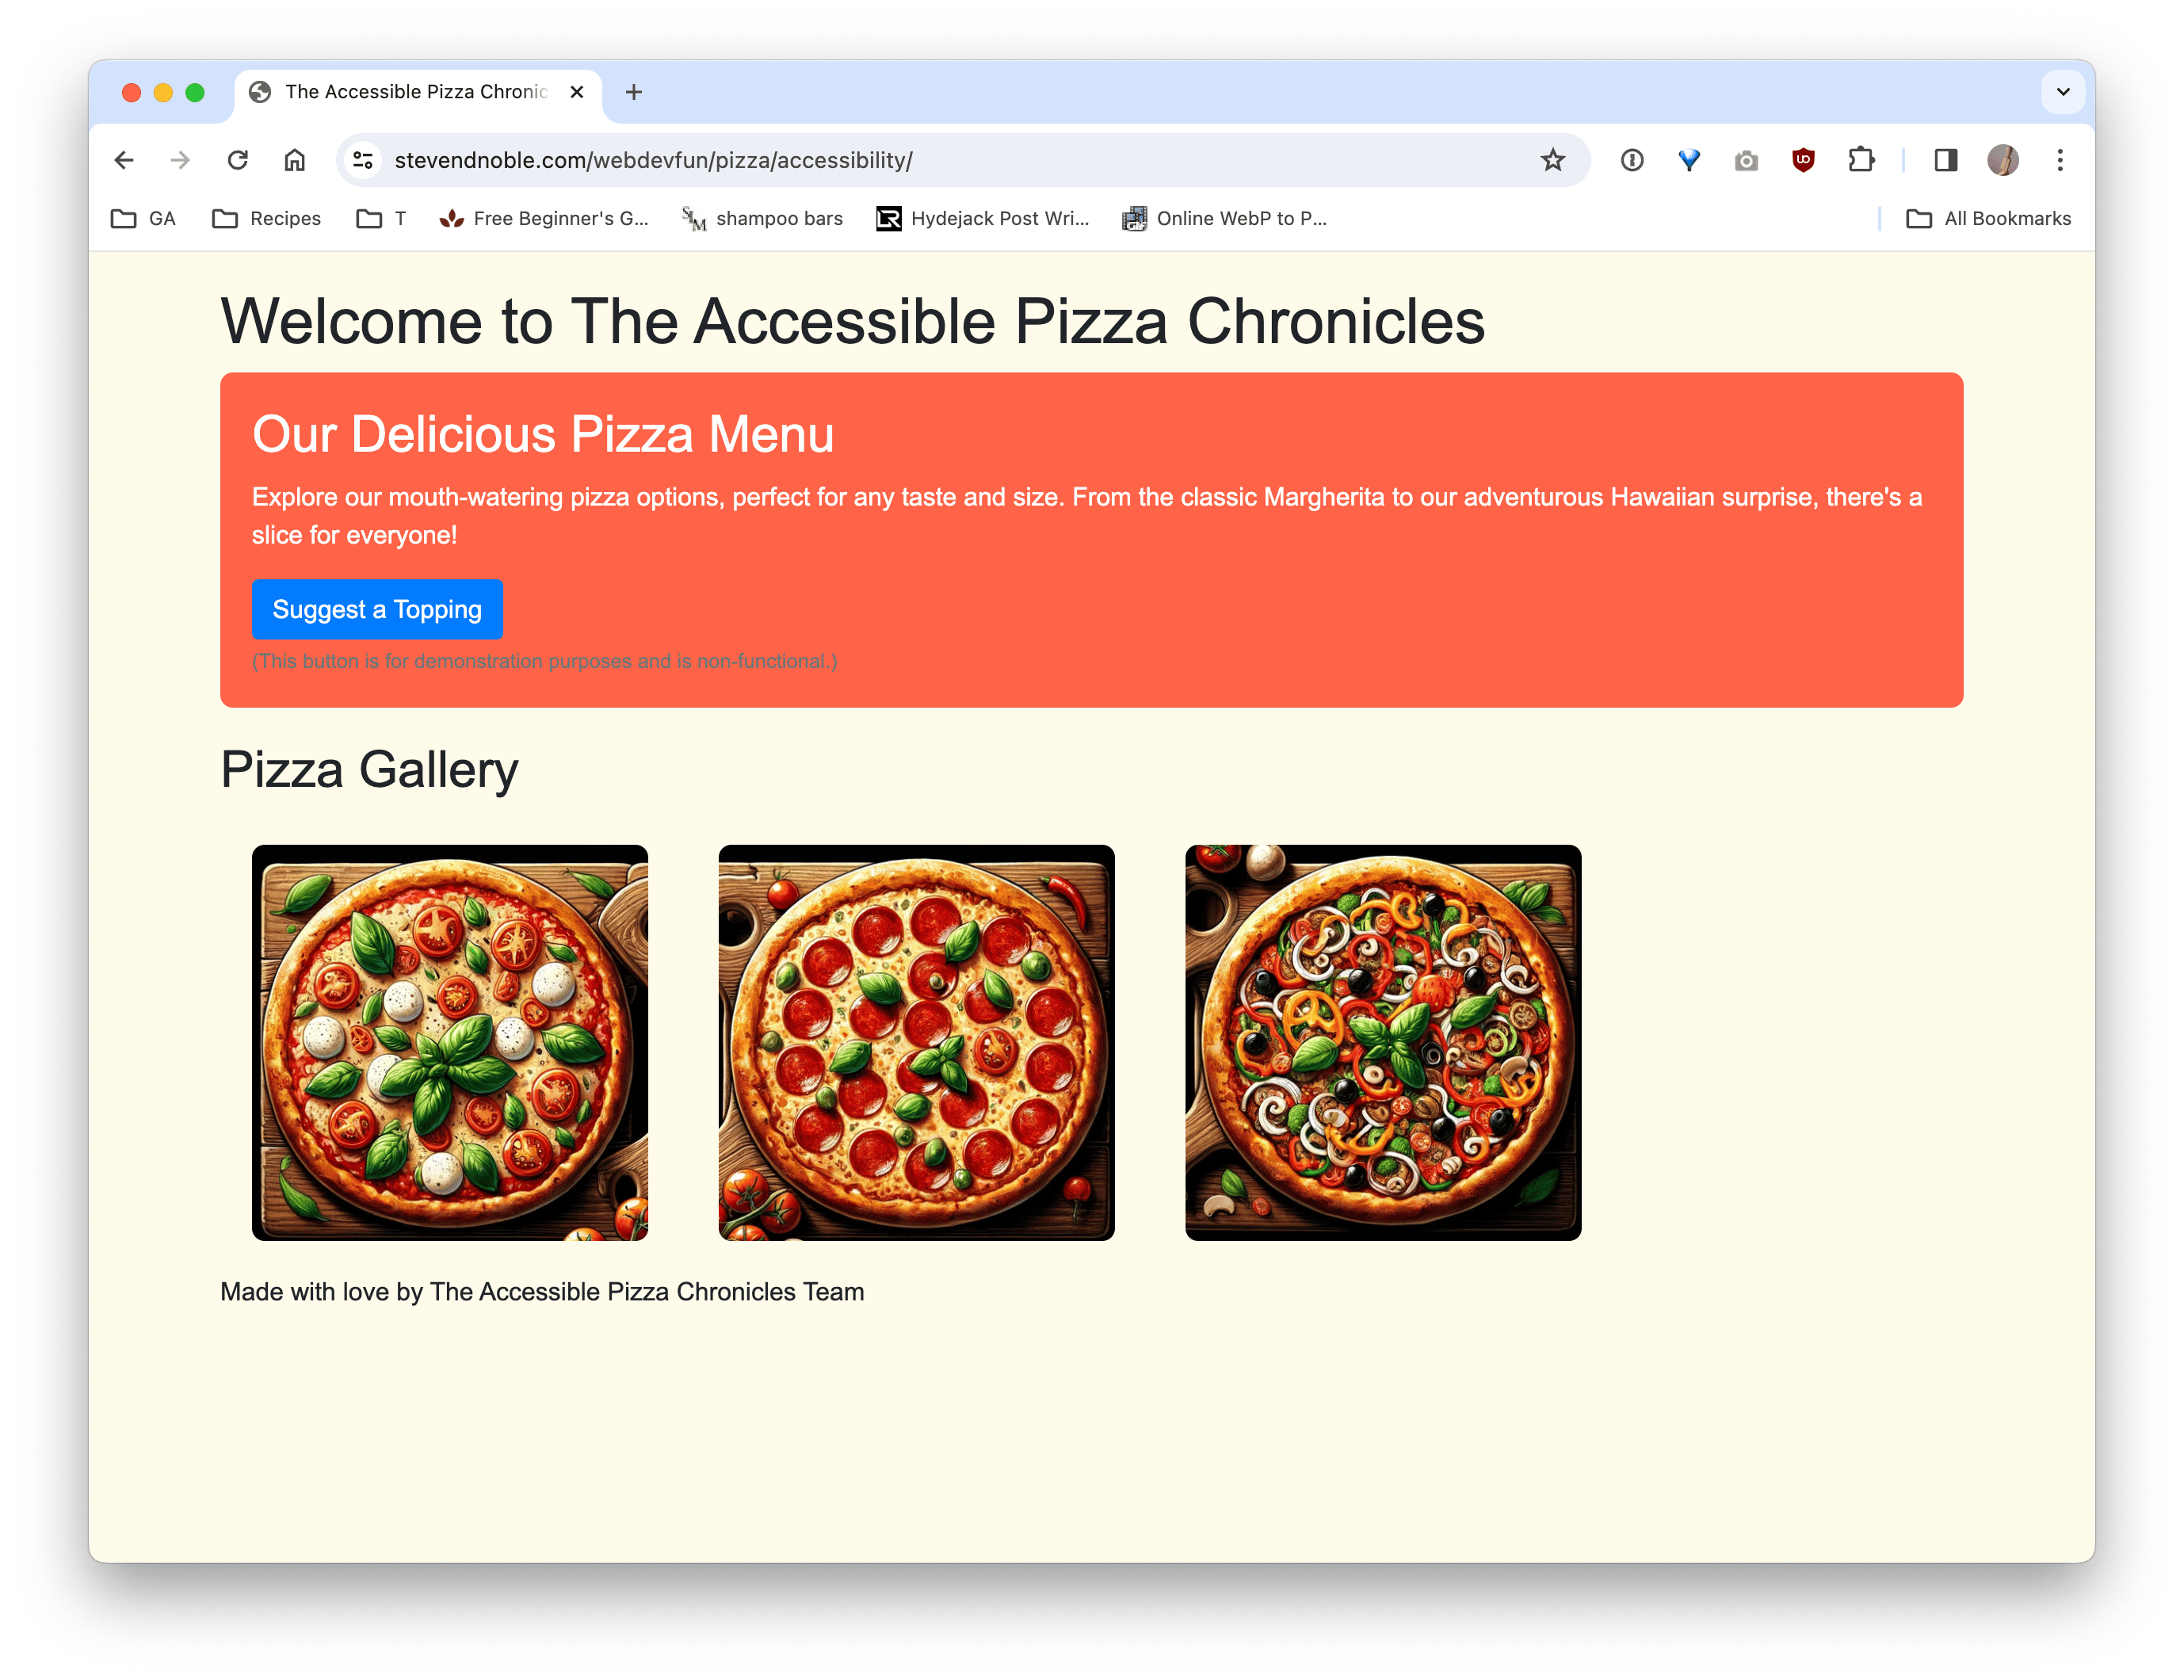 The Accessible Pizza Chronic
stevendnoble.com/webdevfun/pizza/accessibility/
GA Recipes T Free Beginner's G... shampoo bars Hydejack Post Wri... Online WebP to P... All Bookmarks
Welcome to The Accessible Pizza Chronicles
Our Delicious Pizza Menu
Explore our mouth-watering pizza options, perfect for any taste and size. From the classic Margherita to our adventurous Hawaiian surprise, there's a
slice for everyone!
Suggest a Topping
(This button is for demonstration purposes and is non-functional.)
Pizza Gallery
Made with love by The Accessible Pizza Chronicles Team